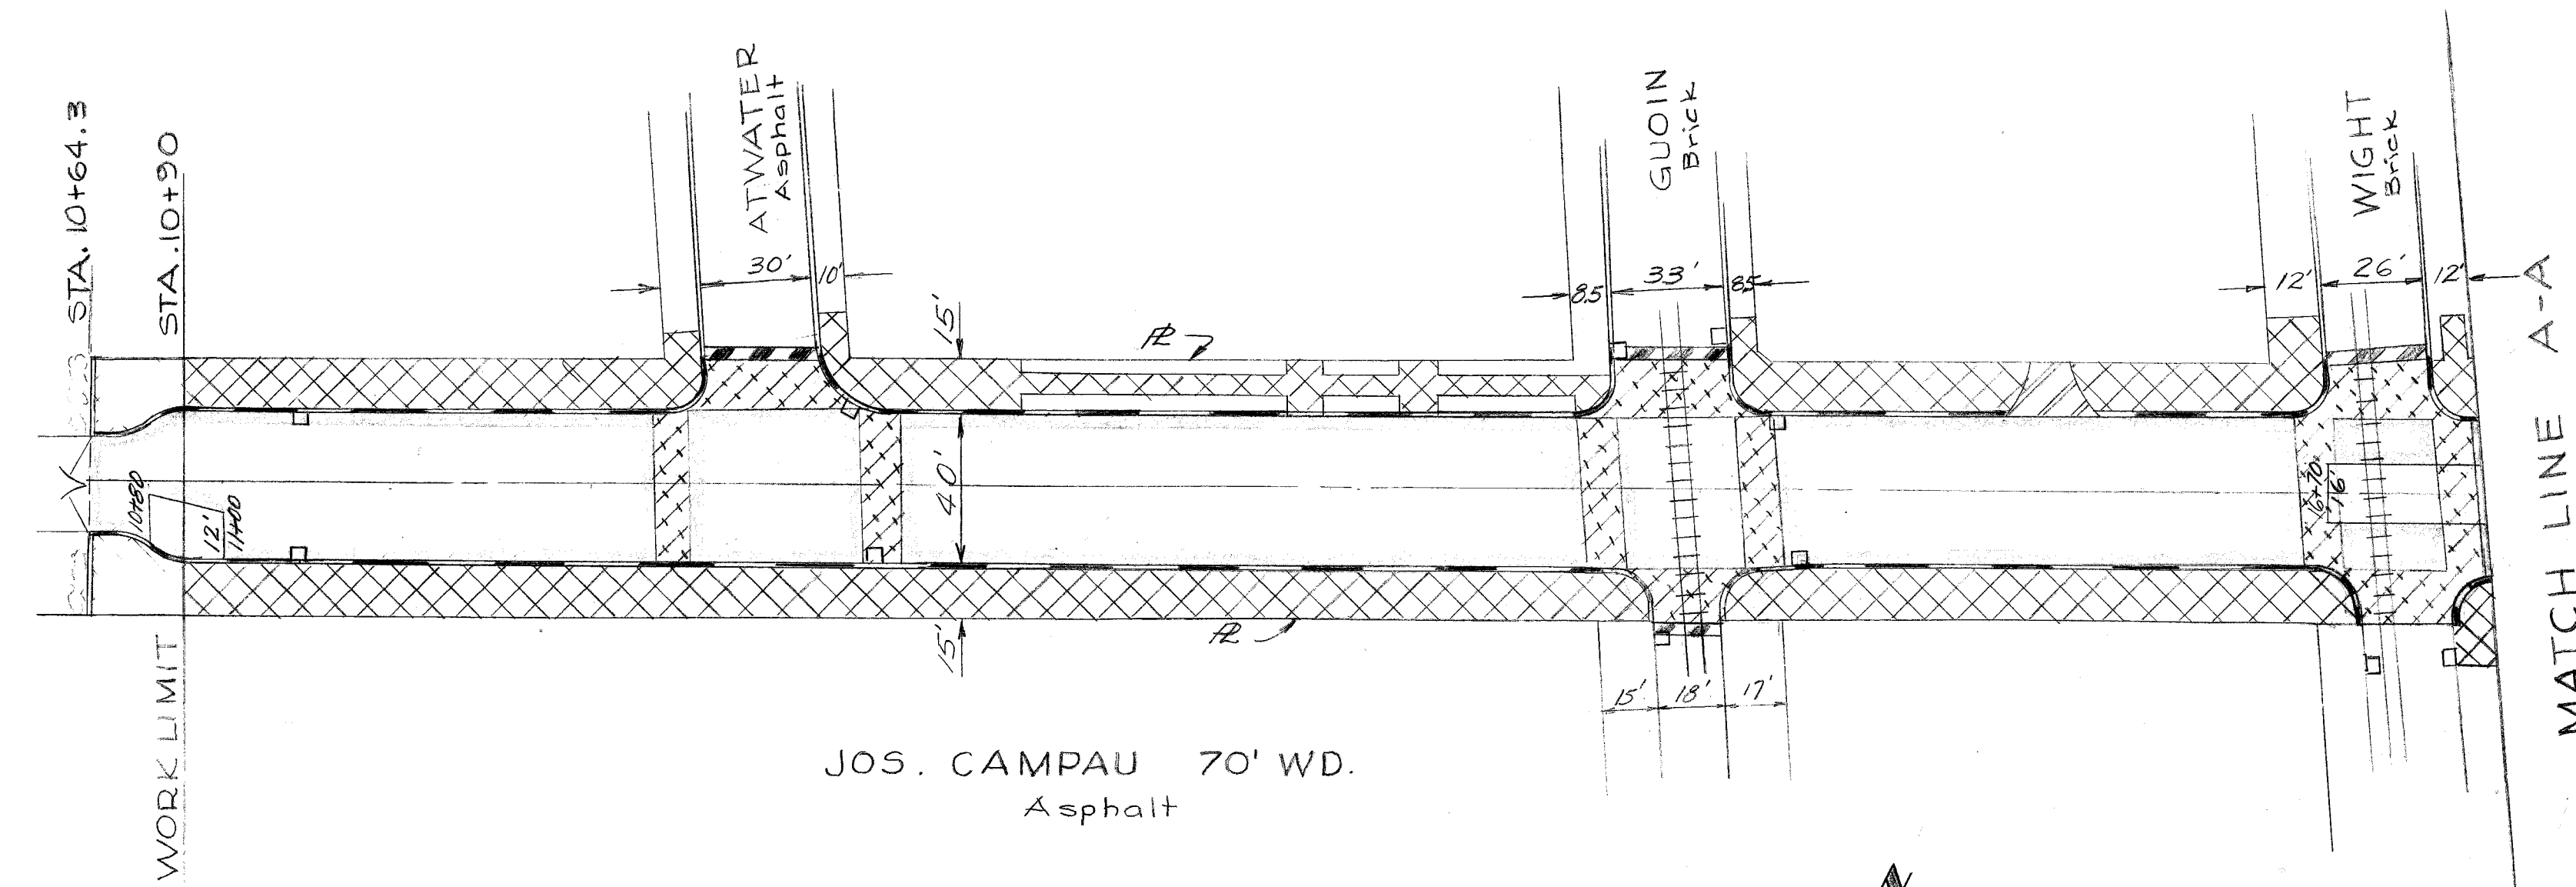 STA. 10+64.3
STA. 10+90
ATWATER
Asphalt
GUOIN
Brick
WIGHT
Brick
30'
10'
8.5
33'
8.5
12'
26'
12'
15'
PL
40'
10+80
12'
11+00
16+70
16'
15'
PL
15'
18'
17'
WORK LIMIT
JOS. CAMPAU 70' WD.
Asphalt
MATCH LINE A-A